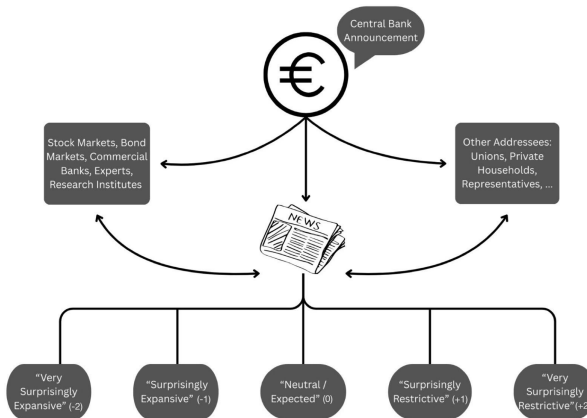 Central Bank
Announcement
€
Stock Markets, Bond
Markets, Commercial
Banks, Experts,
Research Institutes
Other Addressees:
Unions, Private
Households,
Representatives, ...
NEWS
“Very
Surprisingly
Expansive” (-2)
“Surprisingly
Expansive” (-1)
“Neutral /
Expected” (0)
“Surprisingly
Restrictive” (+1)
“Very
Surprisingly
Restrictive” (+2